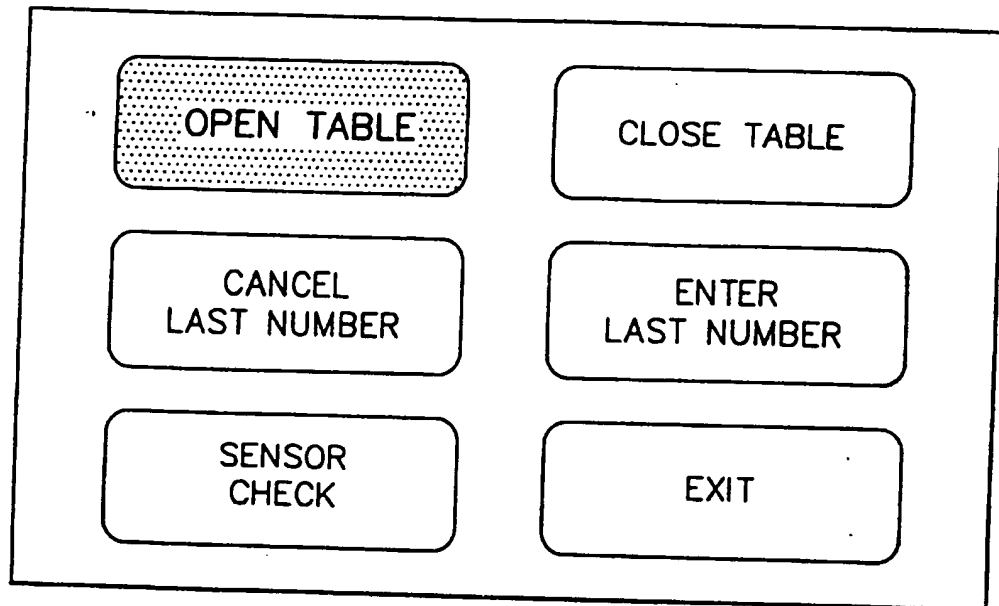 OPEN TABLE
CLOSE TABLE
CANCEL
LAST NUMBER
ENTER
LAST NUMBER
SENSOR
CHECK
EXIT